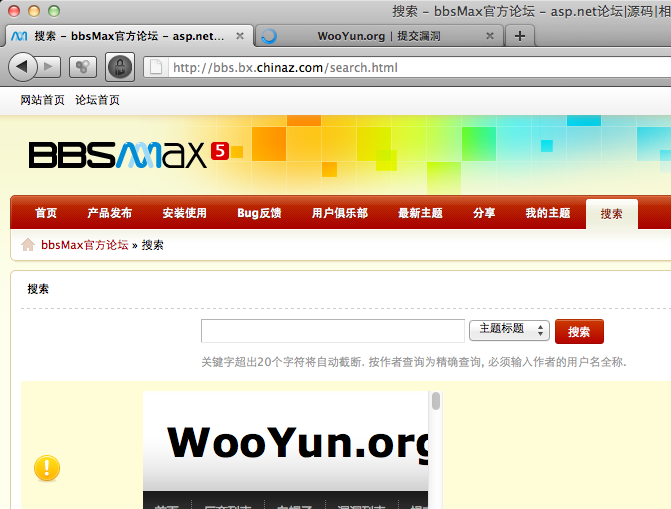 搜索 - bbsMax官方论坛 - asp.net论坛|源码|相
搜索 - bbsMax官方论坛 - asp.net...
WooYun.org | 提交漏洞
http://bbs.bx.chinaz.com/search.html
网站首页 论坛首页
BBSMax 5
首页 产品发布 安装使用 Bug反馈 用户俱乐部 最新主题 分享 我的主题 搜索
bbsMax官方论坛 » 搜索
搜索
主题标题 搜索
关键字超出20个字符将自动截断. 按作者查询为精确查询, 必须输入作者的用户名全称.
WooYun.org